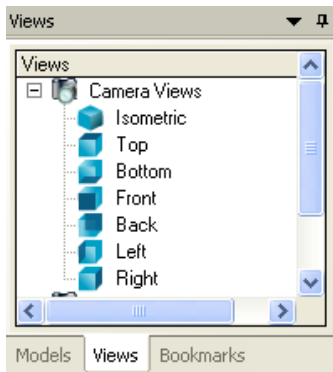 Views
Views
Camera Views
Isometric
Top
Bottom
Front
Back
Left
Right
Models Views Bookmarks